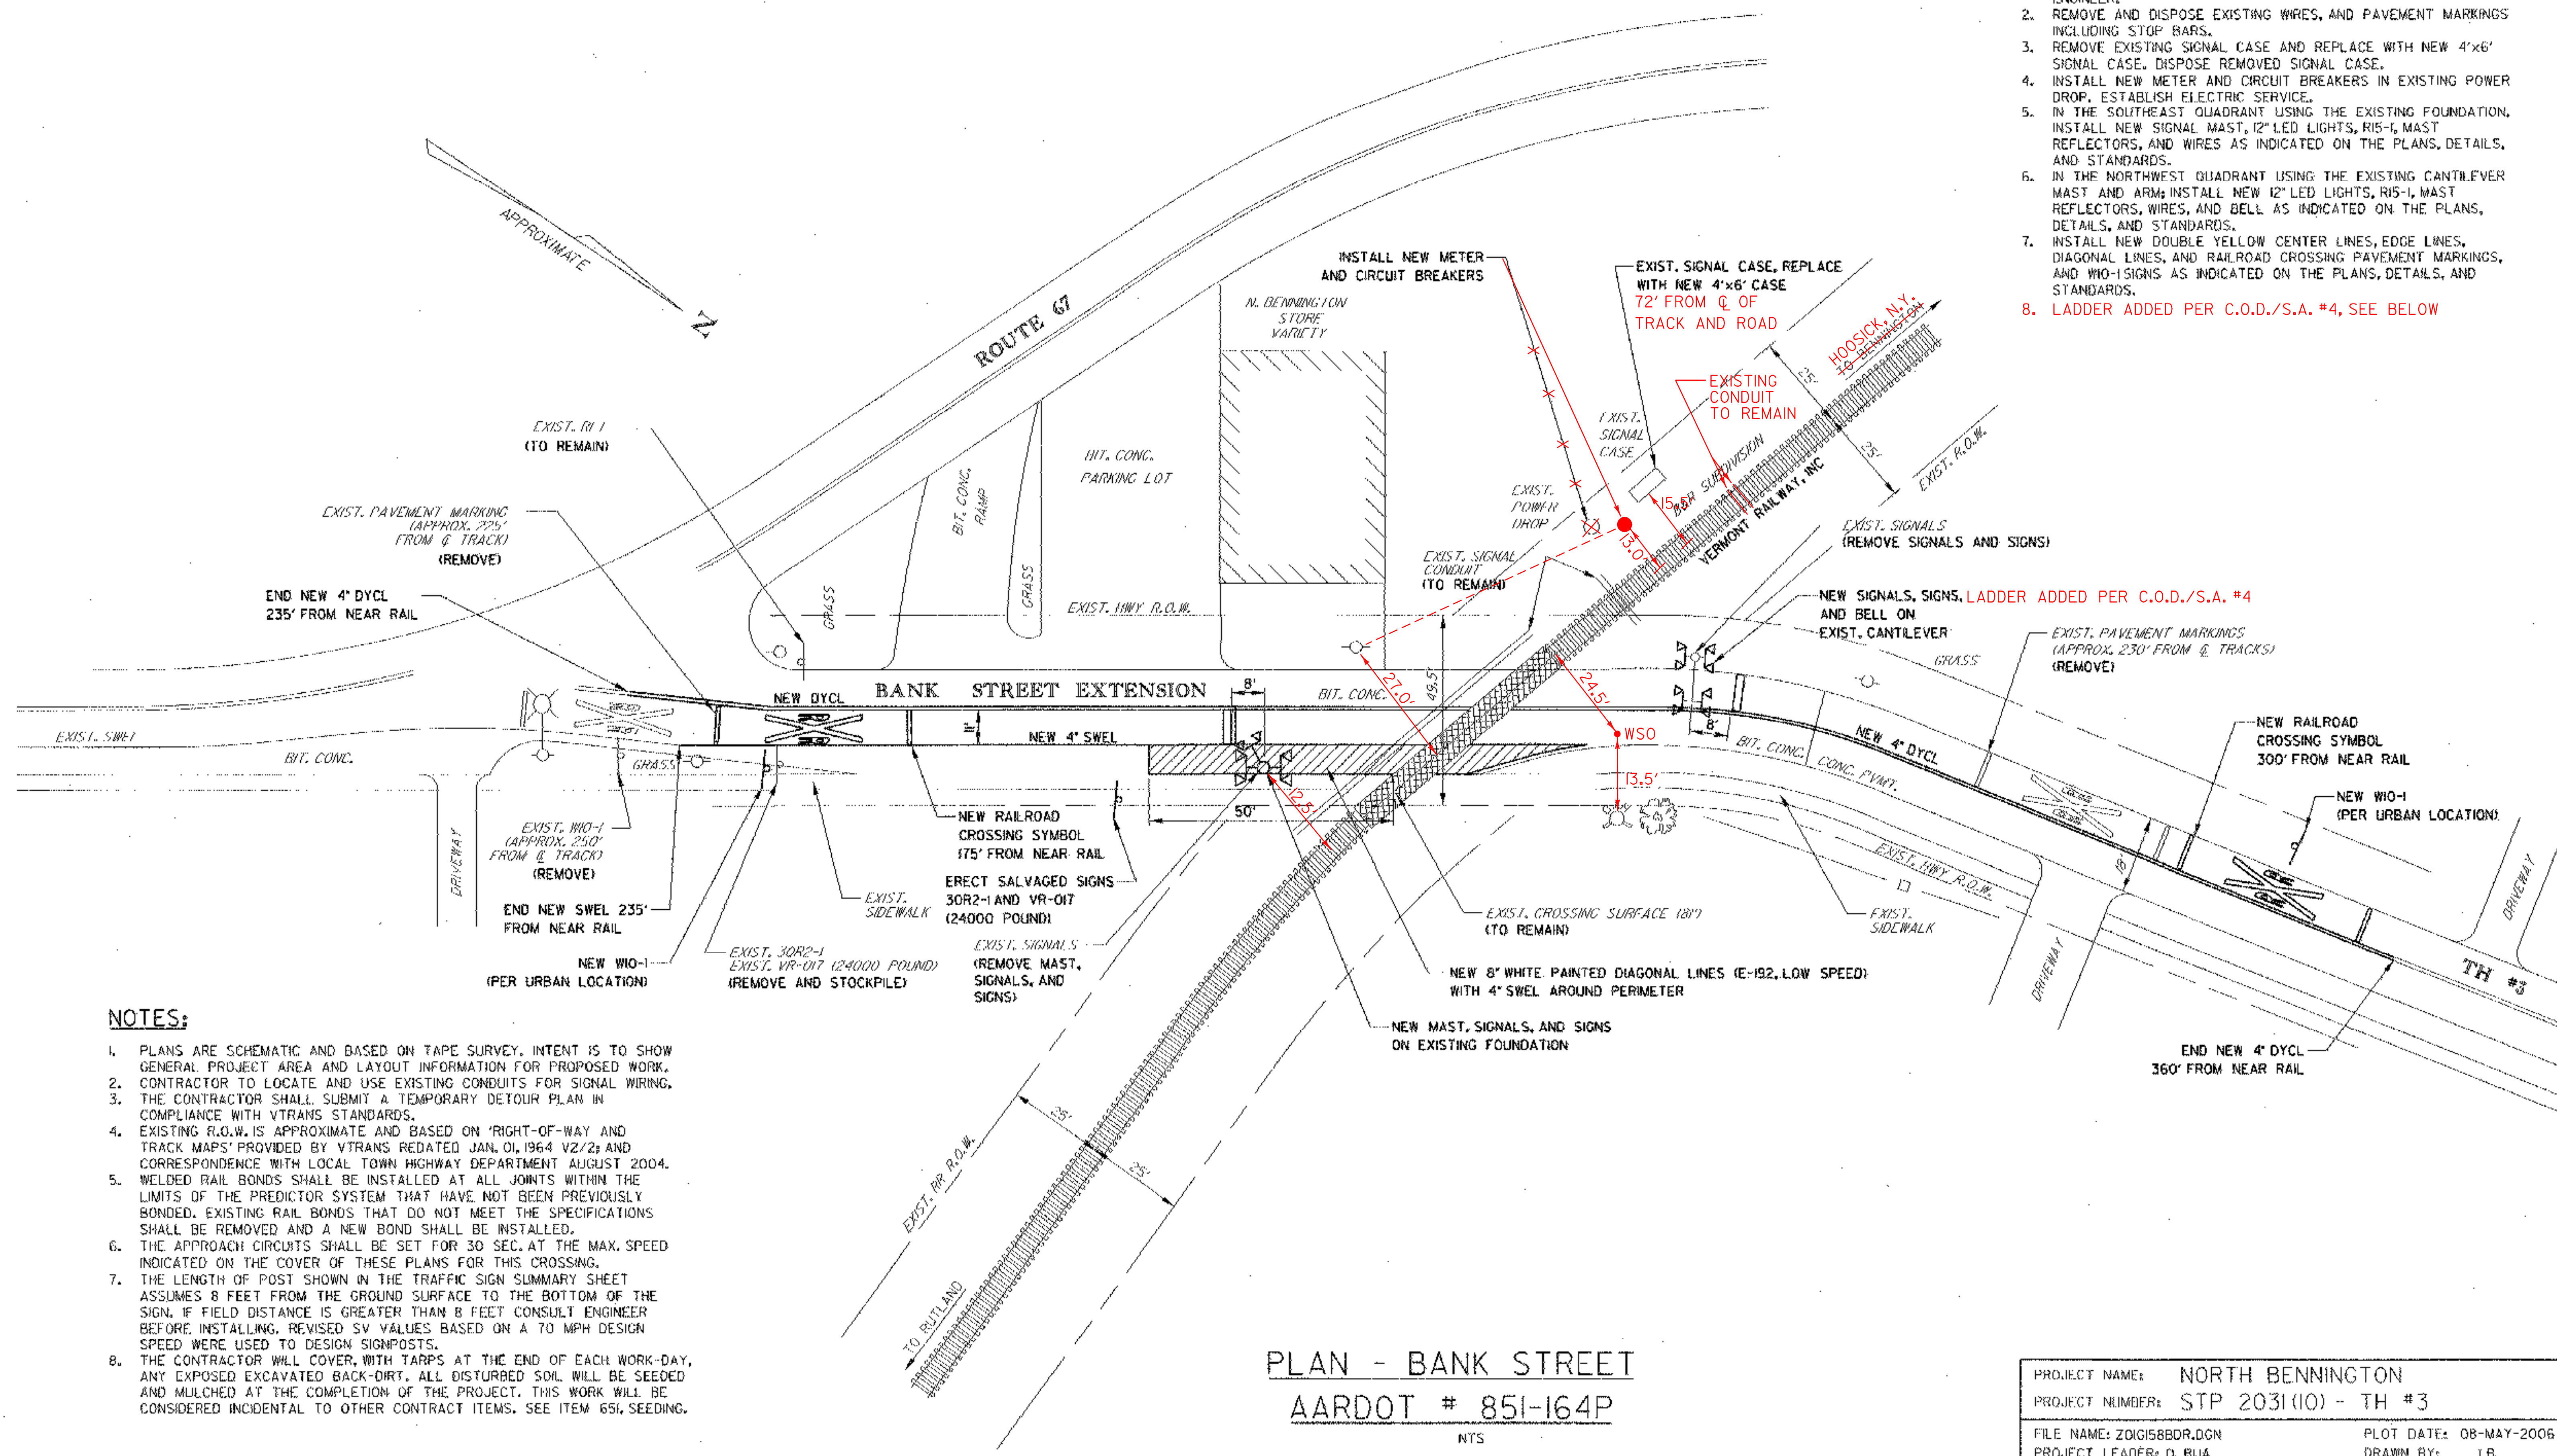 ENGINEER.
2. REMOVE AND DISPOSE EXISTING WIRES, AND PAVEMENT MARKINGS
INCLUDING STOP BARS.
3. REMOVE EXISTING SIGNAL CASE AND REPLACE WITH NEW 4'x6'
SIGNAL CASE. DISPOSE REMOVED SIGNAL CASE.
4. INSTALL NEW METER AND CIRCUIT BREAKERS IN EXISTING POWER
DROP. ESTABLISH ELECTRIC SERVICE.
5. IN THE SOUTHEAST QUADRANT USING THE EXISTING FOUNDATION,
INSTALL NEW SIGNAL MAST, 12" LED LIGHTS, R15-1, MAST
REFLECTORS, AND WIRES AS INDICATED ON THE PLANS, DETAILS,
AND STANDARDS.
6. IN THE NORTHWEST QUADRANT USING THE EXISTING CANTILEVER
MAST AND ARM; INSTALL NEW 12" LED LIGHTS, R15-1, MAST
REFLECTORS, WIRES, AND BELL AS INDICATED ON THE PLANS,
DETAILS, AND STANDARDS.
7. INSTALL NEW DOUBLE YELLOW CENTER LINES, EDGE LINES,
DIAGONAL LINES, AND RAILROAD CROSSING PAVEMENT MARKINGS,
AND W10-1 SIGNS AS INDICATED ON THE PLANS, DETAILS, AND
STANDARDS.
8. LADDER ADDED PER C.O.D./S.A. #4, SEE BELOW
APPROXIMATE
N
ROUTE 67
INSTALL NEW METER
AND CIRCUIT BREAKERS
N. BENNINGTON
STORE
VARIETY
EXIST. SIGNAL CASE, REPLACE
WITH NEW 4'x6' CASE
72' FROM ℄ OF
TRACK AND ROAD
HOOSICK, N.Y.
TO BENNINGTON
EXISTING
CONDUIT
TO REMAIN
25'
25'
EXIST. R.O.W.
EXIST.
SIGNAL
CASE
B&R SUBDIVISION
VERMONT RAILWAY, INC
15.5'
13.0'
EXIST.
POWER
DROP
EXIST. SIGNAL
CONDUIT
(TO REMAIN)
EXIST. SIGNALS
(REMOVE SIGNALS AND SIGNS)
NEW SIGNALS, SIGNS, LADDER ADDED PER C.O.D./S.A. #4
AND BELL ON
EXIST. CANTILEVER
EXIST. PAVEMENT MARKINGS
(APPROX. 230' FROM ℄ TRACKS)
(REMOVE)
GRASS
EXIST. R1-1
(TO REMAIN)
EXIST. PAVEMENT MARKING
(APPROX. 225'
FROM ℄ TRACK)
(REMOVE)
BIT. CONC.
RAMP
BIT. CONC.
PARKING LOT
GRASS
GRASS
EXIST. HWY R.O.W.
END NEW 4" DYCL
235' FROM NEAR RAIL
NEW DYCL
BANK STREET EXTENSION
8'
BIT. CONC.
27.0'
49.5'
24.5'
WSO
13.5'
8'
BIT. CONC.
CONC. PVMT.
NEW 4" DYCL
NEW RAILROAD
CROSSING SYMBOL
300' FROM NEAR RAIL
NEW W10-1
(PER URBAN LOCATION)
EXIST. SWEL
BIT. CONC.
GRASS
11'
NEW 4" SWEL
12.5'
50'
DRIVEWAY
EXIST. W10-1
(APPROX. 250'
FROM ℄ TRACK)
(REMOVE)
END NEW SWEL 235'
FROM NEAR RAIL
NEW W10-1
(PER URBAN LOCATION)
EXIST. 30R2-1
EXIST. VR-017 (24000 POUND)
(REMOVE AND STOCKPILE)
EXIST.
SIDEWALK
NEW RAILROAD
CROSSING SYMBOL
175' FROM NEAR RAIL
ERECT SALVAGED SIGNS
30R2-1 AND VR-017
(24000 POUND)
EXIST. SIGNALS
(REMOVE MAST,
SIGNALS, AND
SIGNS)
EXIST. CROSSING SURFACE (81')
(TO REMAIN)
NEW 8" WHITE PAINTED DIAGONAL LINES (E-192, LOW SPEED)
WITH 4" SWEL AROUND PERIMETER
NEW MAST, SIGNALS, AND SIGNS
ON EXISTING FOUNDATION
EXIST. HWY R.O.W.
EXIST.
SIDEWALK
18'
DRIVEWAY
DRIVEWAY
TH #3
END NEW 4" DYCL
360' FROM NEAR RAIL
25'
25'
EXIST. RR R.O.W.
TO RUTLAND
NOTES:
1. PLANS ARE SCHEMATIC AND BASED ON TAPE SURVEY. INTENT IS TO SHOW
GENERAL PROJECT AREA AND LAYOUT INFORMATION FOR PROPOSED WORK.
2. CONTRACTOR TO LOCATE AND USE EXISTING CONDUITS FOR SIGNAL WIRING.
3. THE CONTRACTOR SHALL SUBMIT A TEMPORARY DETOUR PLAN IN
COMPLIANCE WITH VTRANS STANDARDS.
4. EXISTING R.O.W. IS APPROXIMATE AND BASED ON 'RIGHT-OF-WAY AND
TRACK MAPS' PROVIDED BY VTRANS REDATED JAN. 01, 1964 V2/2; AND
CORRESPONDENCE WITH LOCAL TOWN HIGHWAY DEPARTMENT AUGUST 2004.
5. WELDED RAIL BONDS SHALL BE INSTALLED AT ALL JOINTS WITHIN THE
LIMITS OF THE PREDICTOR SYSTEM THAT HAVE NOT BEEN PREVIOUSLY
BONDED. EXISTING RAIL BONDS THAT DO NOT MEET THE SPECIFICATIONS
SHALL BE REMOVED AND A NEW BOND SHALL BE INSTALLED.
6. THE APPROACH CIRCUITS SHALL BE SET FOR 30 SEC. AT THE MAX. SPEED
INDICATED ON THE COVER OF THESE PLANS FOR THIS CROSSING.
7. THE LENGTH OF POST SHOWN IN THE TRAFFIC SIGN SUMMARY SHEET
ASSUMES 8 FEET FROM THE GROUND SURFACE TO THE BOTTOM OF THE
SIGN. IF FIELD DISTANCE IS GREATER THAN 8 FEET CONSULT ENGINEER
BEFORE INSTALLING. REVISED SV VALUES BASED ON A 70 MPH DESIGN
SPEED WERE USED TO DESIGN SIGNPOSTS.
8. THE CONTRACTOR WILL COVER, WITH TARPS AT THE END OF EACH WORK-DAY,
ANY EXPOSED EXCAVATED BACK-DIRT. ALL DISTURBED SOIL WILL BE SEEDED
AND MULCHED AT THE COMPLETION OF THE PROJECT. THIS WORK WILL BE
CONSIDERED INCIDENTAL TO OTHER CONTRACT ITEMS. SEE ITEM 651, SEEDING.
PLAN - BANK STREET
AARDOT # 851-164P
NTS
PROJECT NAME: NORTH BENNINGTON
PROJECT NUMBER: STP 2031(10) - TH #3
FILE NAME: Z01G158BDR.DGN PLOT DATE: 08-MAY-2006
PROJECT LEADER: D. BUA DRAWN BY: